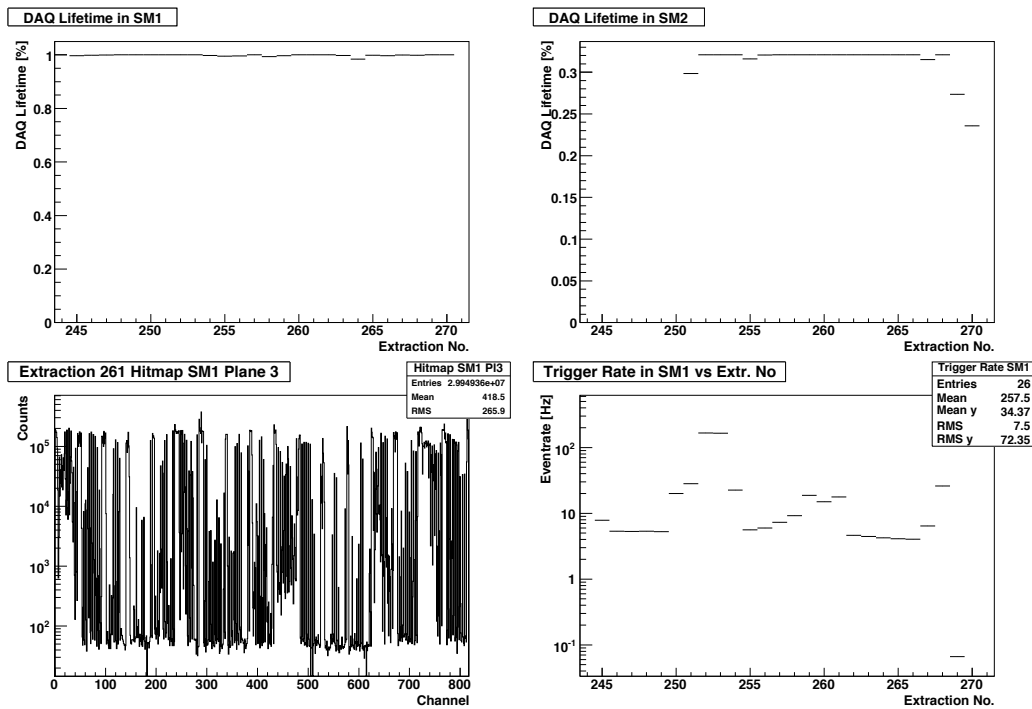 DAQ Lifetime in SM1
DAQ Lifetime [%]
1
0.8
0.6
0.4
0.2
0
245 250 255 260 265 270
Extraction No.
DAQ Lifetime in SM2
DAQ Lifetime [%]
0.3
0.25
0.2
0.15
0.1
0.05
0
245 250 255 260 265 270
Extraction No.
Extraction 261 Hitmap SM1 Plane 3
Hitmap SM1 Pl3
Entries 2.994936e+07
Mean 418.5
RMS 265.9
Counts
10^5
10^4
10^3
10^2
0 100 200 300 400 500 600 700 800
Channel
Trigger Rate in SM1 vs Extr. No
Trigger Rate SM1
Entries 26
Mean 257.5
Mean y 34.37
RMS 7.5
RMS y 72.35
Eventrate [Hz]
10^2
10
1
10^-1
245 250 255 260 265 270
Extraction No.